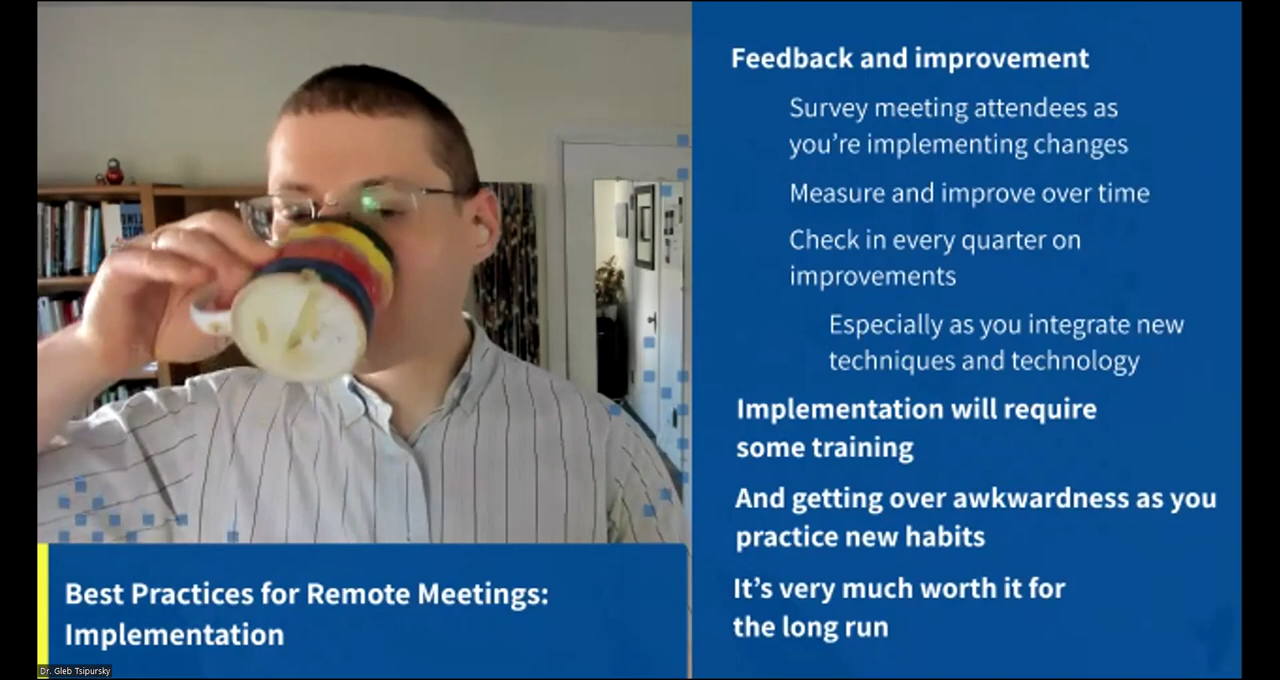 Feedback and improvement
Survey meeting attendees as
you're implementing changes
Measure and improve over time
Check in every quarter on
improvements
Especially as you integrate new
techniques and technology
Implementation will require
some training
And getting over awkwardness as you
practice new habits
It's very much worth it for
the long run
Best Practices for Remote Meetings:
Implementation
Dr. Gleb Tsipursky